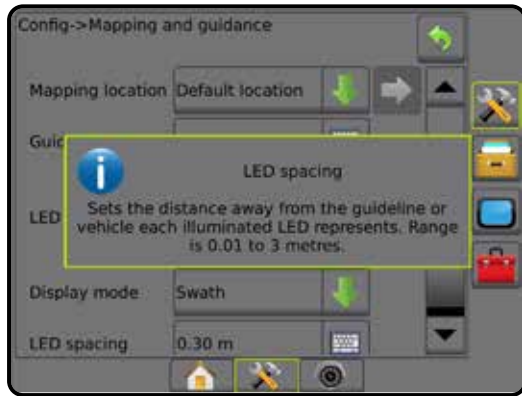 Config->Mapping and guidance
Mapping location Default location
LED spacing
Sets the distance away from the guideline or
vehicle each illuminated LED represents. Range
is 0.01 to 3 metres.
LED
Display mode Swath
LED spacing 0.30 m